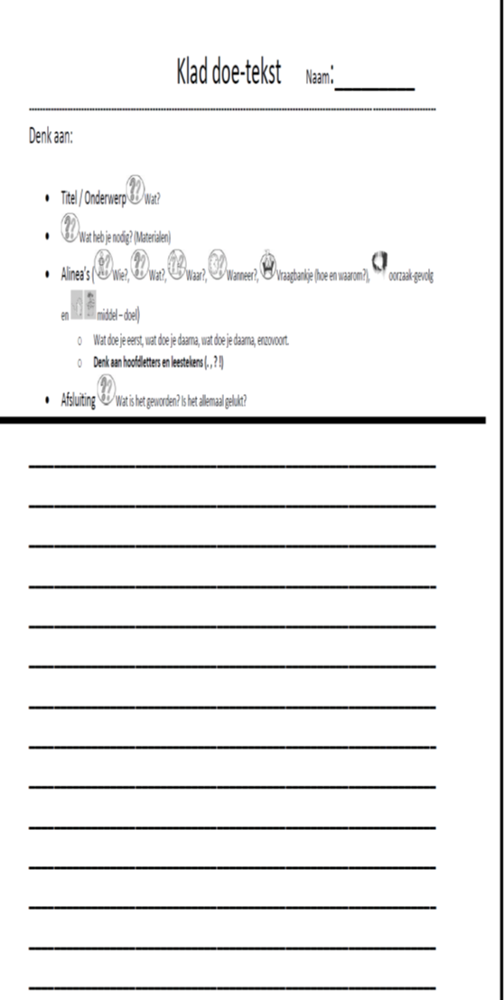 Klad doe-tekst Naam:__________
Denk aan:
• Titel / Onderwerp Wat?
• Wat heb je nodig? (Materialen)
• Alinea's ( Wie?, Wat?, Waar?, Wanneer?, Vraagbankje (hoe en waarom?), oorzaak-gevolg
en middel – doel)
o Wat doe je eerst, wat doe je daarna, wat doe je daarna, enzovoort.
o Denk aan hoofdletters en leestekens (. , ? !)
• Afsluiting Wat is het geworden? Is het allemaal gelukt?